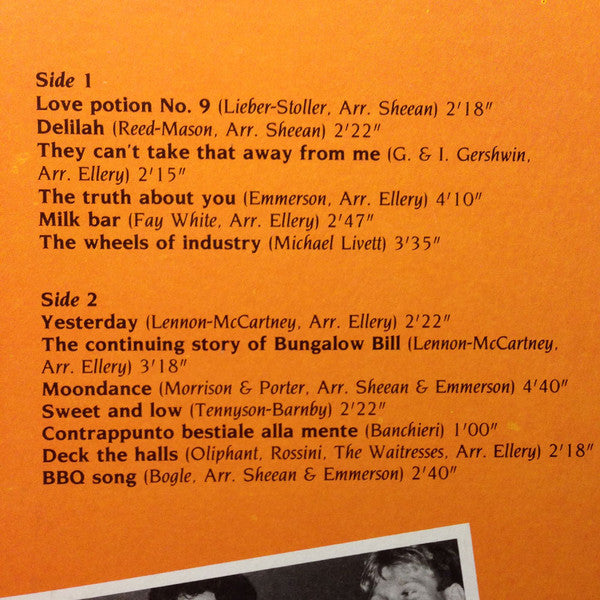 Side 1
Love potion No. 9 (Lieber-Stoller, Arr. Sheean) 2'18"
Delilah (Reed-Mason, Arr. Sheean) 2'22"
They can't take that away from me (G. & I. Gershwin,
Arr. Ellery) 2'15"
The truth about you (Emmerson, Arr. Ellery) 4'10"
Milk bar (Fay White, Arr. Ellery) 2'47"
The wheels of industry (Michael Livett) 3'35"
Side 2
Yesterday (Lennon-McCartney, Arr. Ellery) 2'22"
The continuing story of Bungalow Bill (Lennon-McCartney,
Arr. Ellery) 3'18"
Moondance (Morrison & Porter, Arr. Sheean & Emmerson) 4'40"
Sweet and low (Tennyson-Barnby) 2'22"
Contrappunto bestiale alla mente (Banchieri) 1'00"
Deck the halls (Oliphant, Rossini, The Waitresses, Arr. Ellery) 2'18"
BBQ song (Bogle, Arr. Sheean & Emmerson) 2'40"